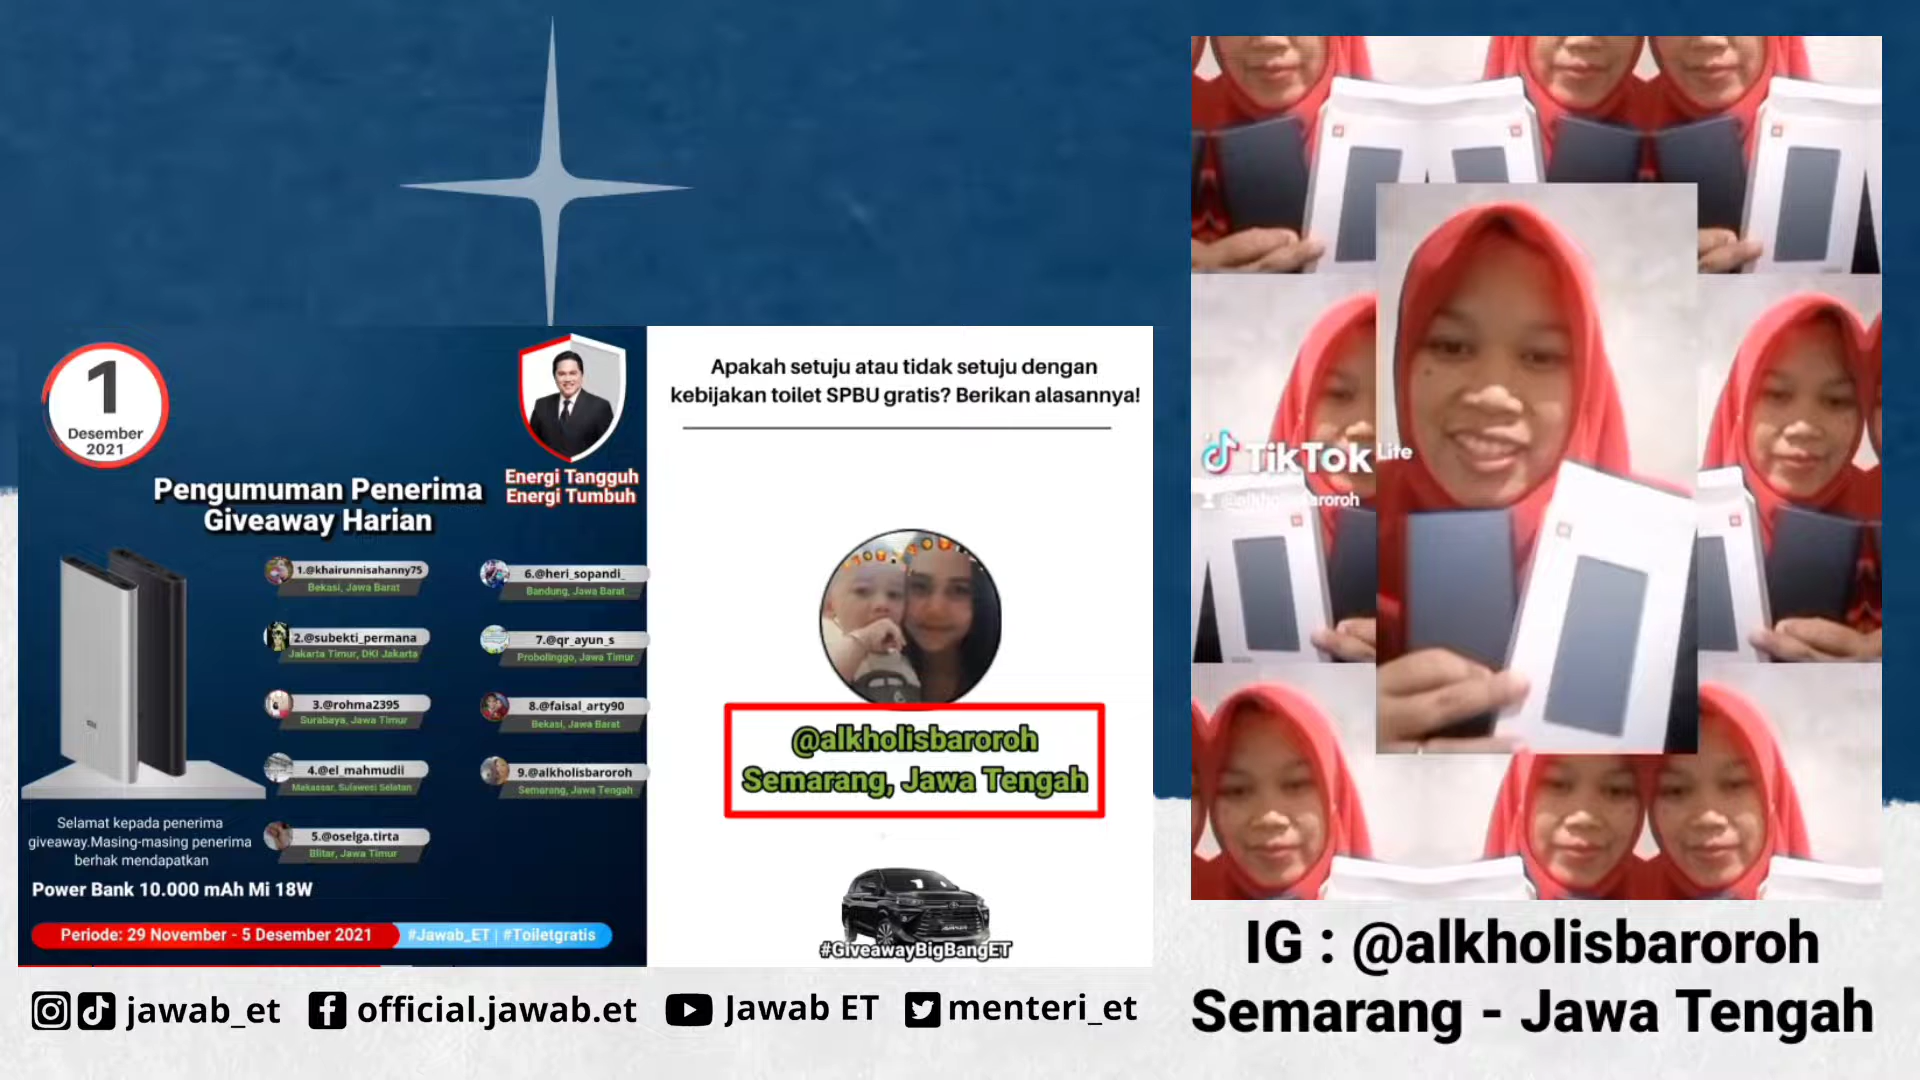 1
Desember
2021
Energi Tangguh
Energi Tumbuh
Pengumuman Penerima
Giveaway Harian
1.@khairunnisahanny75
Bekasi, Jawa Barat
2.@subekti_permana
Jakarta Timur, DKI Jakarta
3.@rohma2395
Surabaya, Jawa Timur
4.@el_mahmudii
Makassar, Sulawesi Selatan
5.@oselga.tirta
Blitar, Jawa Timur
6.@heri_sopandi_
Bandung, Jawa Barat
7.@qr_ayun_s
Probolinggo, Jawa Timur
8.@faisal_arty90
Bekasi, Jawa Barat
9.@alkholisbaroroh
Semarang, Jawa Tengah
Selamat kepada penerima
giveaway.Masing-masing penerima
berhak mendapatkan
Power Bank 10.000 mAh Mi 18W
Periode: 29 November - 5 Desember 2021
#Jawab_ET | #Toiletgratis
Apakah setuju atau tidak setuju dengan
kebijakan toilet SPBU gratis? Berikan alasannya!
@alkholisbaroroh
Semarang, Jawa Tengah
#GiveawayBigBangET
TikTok Lite
@alkholisbaroroh
IG : @alkholisbaroroh
Semarang - Jawa Tengah
jawab_et
official.jawab.et
Jawab ET
menteri_et